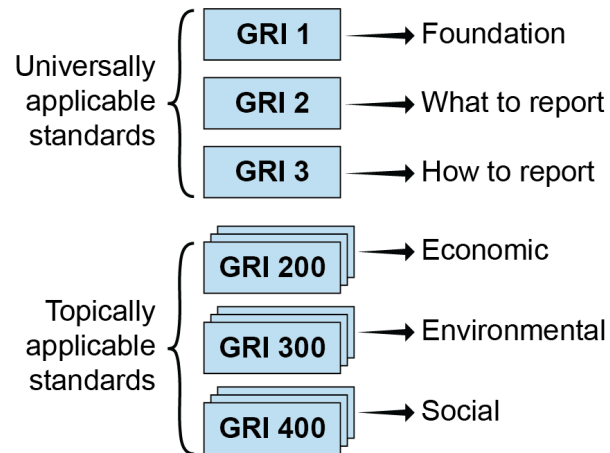 GRI 1
Foundation
Universally
applicable
standards
GRI 2
What to report
GRI 3
How to report
GRI 200
Economic
Topically
applicable
standards
GRI 300
Environmental
GRI 400
Social